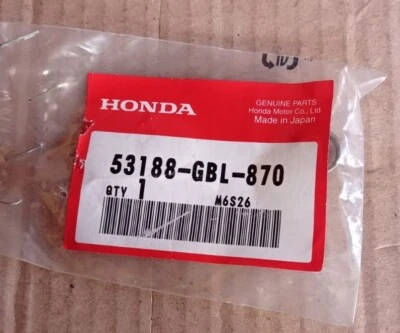 HONDA
GENUINE PARTS
Honda Motor Co., Ltd.
Made in Japan
53188-GBL-870
QTY 1 M6S26